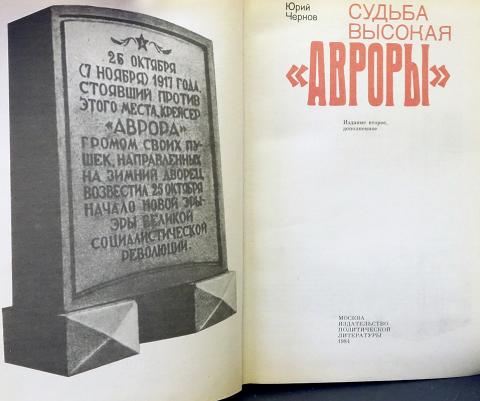 26 ОКТЯБРЯ
(7 НОЯБРЯ) 1917 ГОДА,
СТОЯВШИЙ ПРОТИВ
ЭТОГО МЕСТА, КРЕЙСЕР
«АВРОРА»
ГРОМОМ СВОИХ ПУ-
ШЕК, НАПРАВЛЕННЫХ
НА ЗИМНИЙ ДВОРЕЦ,
ВОЗВЕСТИЛ 25 ОКТЯБРЯ
НАЧАЛО НОВОЙ ЭРЫ-
ЭРЫ ВЕЛИКОЙ
СОЦИАЛИСТИЧЕСКОЙ
РЕВОЛЮЦИИ.
Юрий
Чернов
СУДЬБА
ВЫСОКАЯ
«АВРОРЫ»
Издание второе,
дополненное
МОСКВА
ИЗДАТЕЛЬСТВО
ПОЛИТИЧЕСКОЙ
ЛИТЕРАТУРЫ
1984